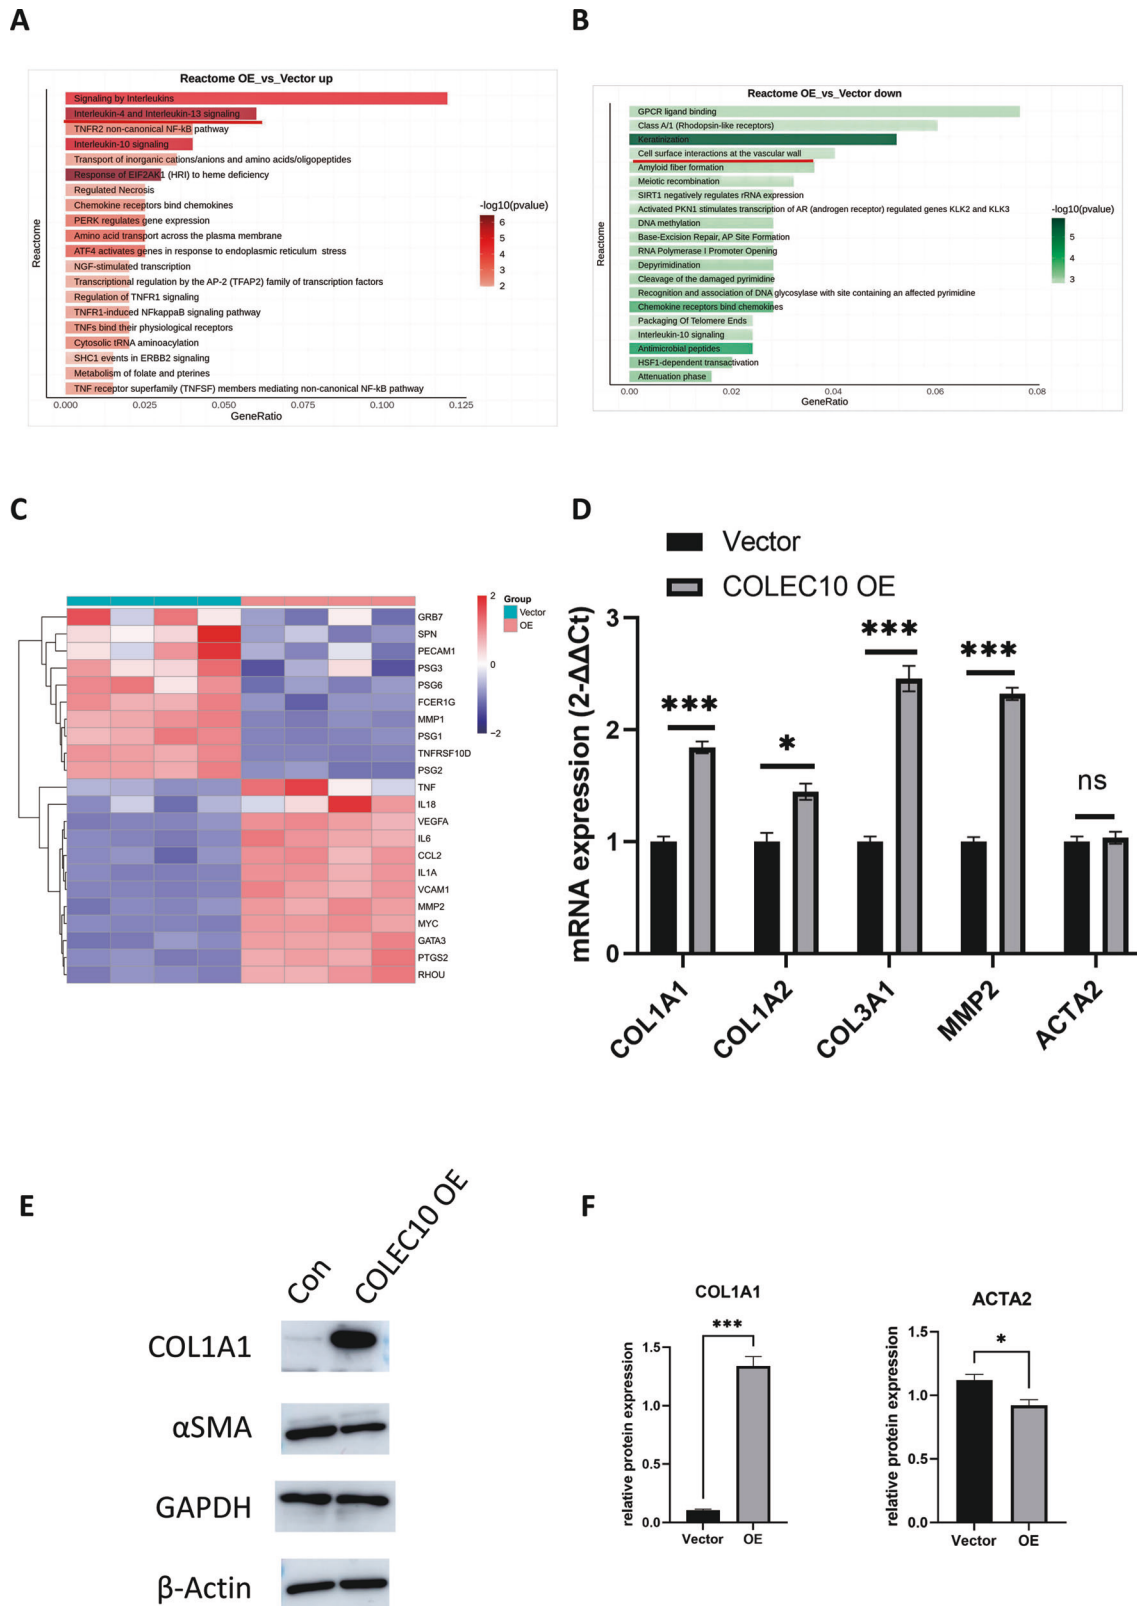 A
Reactome OE_vs_Vector up
Signaling by Interleukins
Interleukin-4 and Interleukin-13 signaling
TNFR2 non-canonical NF-kB pathway
Interleukin-10 signaling
Transport of inorganic cations/anions and amino acids/oligopeptides
Response of EIF2AK1 (HRI) to heme deficiency
Regulated Necrosis
Chemokine receptors bind chemokines
PERK regulates gene expression
Amino acid transport across the plasma membrane
ATF4 activates genes in response to endoplasmic reticulum stress
NGF-stimulated transcription
Transcriptional regulation by the AP-2 (TFAP2) family of transcription factors
Regulation of TNFR1 signaling
TNFR1-induced NFkappaB signaling pathway
TNFs bind their physiological receptors
Cytosolic tRNA aminoacylation
SHC1 events in ERBB2 signaling
Metabolism of folate and pterines
TNF receptor superfamily (TNFSF) members mediating non-canonical NF-kB pathway
Reactome
0.000 0.025 0.050 0.075 0.100 0.125
GeneRatio
-log10(pvalue)
6
5
4
3
2
B
Reactome OE_vs_Vector down
GPCR ligand binding
Class A/1 (Rhodopsin-like receptors)
Keratinization
Cell surface interactions at the vascular wall
Amyloid fiber formation
Meiotic recombination
SIRT1 negatively regulates rRNA expression
Activated PKN1 stimulates transcription of AR (androgen receptor) regulated genes KLK2 and KLK3
DNA methylation
Base-Excision Repair, AP Site Formation
RNA Polymerase I Promoter Opening
Depyrimidination
Cleavage of the damaged pyrimidine
Recognition and association of DNA glycosylase with site containing an affected pyrimidine
Chemokine receptors bind chemokines
Packaging Of Telomere Ends
Interleukin-10 signaling
Antimicrobial peptides
HSF1-dependent transactivation
Attenuation phase
Reactome
0.00 0.02 0.04 0.06 0.08
GeneRatio
-log10(pvalue)
5
4
3
C
2
0
−2
Group
Vector
OE
GRB7
SPN
PECAM1
PSG3
PSG6
FCER1G
MMP1
PSG1
TNFRSF10D
PSG2
TNF
IL18
VEGFA
IL6
CCL2
IL1A
VCAM1
MMP2
MYC
GATA3
PTGS2
RHOU
D
Vector
COLEC10 OE
mRNA expression (2-ΔΔCt)
3
2
1
0
***
*
***
***
ns
COL1A1
COL1A2
COL3A1
MMP2
ACTA2
E
Con
COLEC10 OE
COL1A1
αSMA
GAPDH
β-Actin
F
COL1A1
relative protein expression
1.5
1.0
0.5
0.0
***
Vector OE
ACTA2
relative protein expression
1.5
1.0
0.5
0.0
*
Vector OE